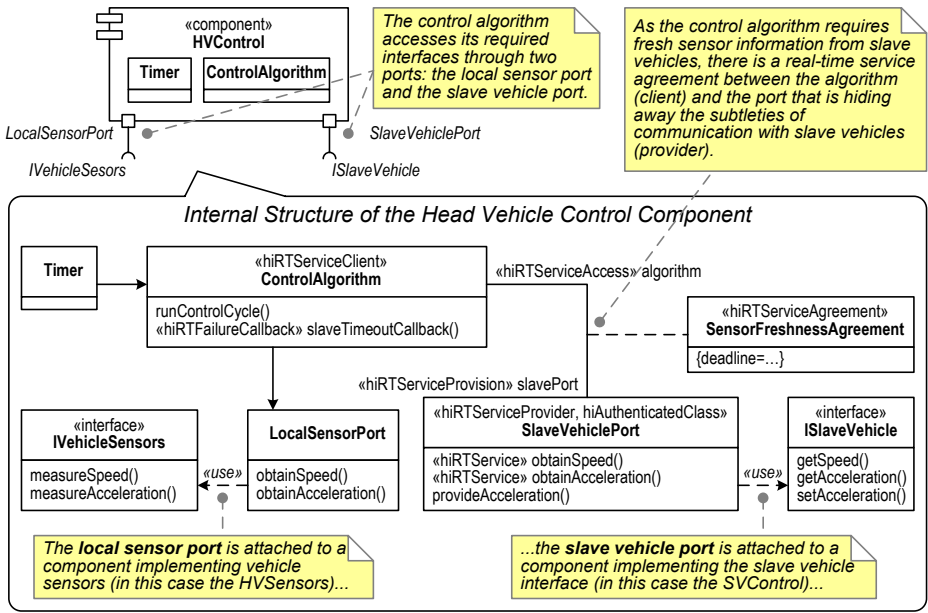 «component»
HVControl
Timer
ControlAlgorithm
LocalSensorPort
SlaveVehiclePort
IVehicleSesors
ISlaveVehicle
The control algorithm
accesses its required
interfaces through two
ports: the local sensor port
and the slave vehicle port.
As the control algorithm requires
fresh sensor information from slave
vehicles, there is a real-time service
agreement between the algorithm
(client) and the port that is hiding
away the subtleties of
communication with slave vehicles
(provider).
Internal Structure of the Head Vehicle Control Component
Timer
«hiRTServiceClient»
ControlAlgorithm
runControlCycle()
«hiRTFailureCallback» slaveTimeoutCallback()
«hiRTServiceAccess» algorithm
«hiRTServiceAgreement»
SensorFreshnessAgreement
{deadline=...}
«hiRTServiceProvision» slavePort
«interface»
IVehicleSensors
measureSpeed()
measureAcceleration()
«use»
LocalSensorPort
obtainSpeed()
obtainAcceleration()
«hiRTServiceProvider, hiAuthenticatedClass»
SlaveVehiclePort
«hiRTService» obtainSpeed()
«hiRTService» obtainAcceleration()
provideAcceleration()
«use»
«interface»
ISlaveVehicle
getSpeed()
getAcceleration()
setAcceleration()
The local sensor port is attached to a
component implementing vehicle
sensors (in this case the HVSensors)...
...the slave vehicle port is attached to a
component implementing the slave vehicle
interface (in this case the SVControl)...